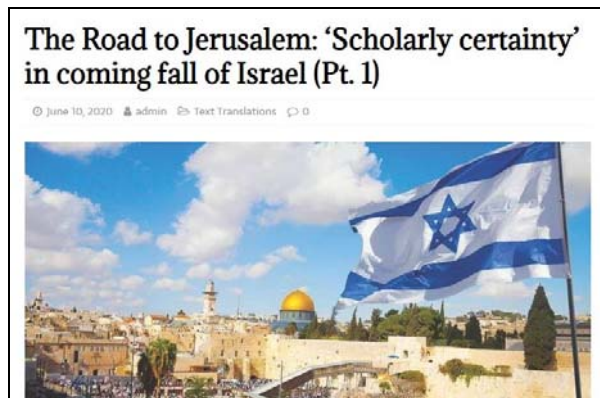 The Road to Jerusalem: ‘Scholarly certainty’
in coming fall of Israel (Pt. 1)
June 10, 2020 admin Text Translations 0